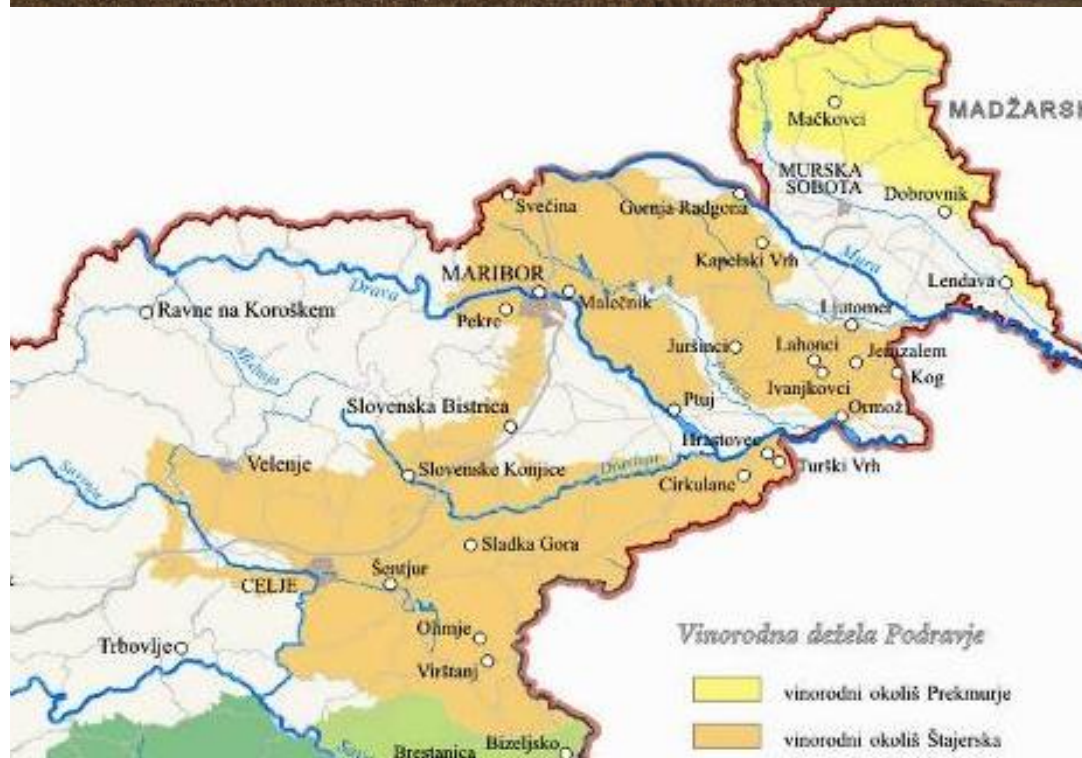 MADŽARS
Mačkovci
MURSKA
SOBOTA
Dobrovnik
Svečina
Gornja Radgona
Kapelski Vrh
Mura
Lendava
MARIBOR
Drava
Malečnik
Ravne na Koroškem
Pekre
Ljutomer
Juršinci
Lahonci
Jeruzalem
Kog
Ivanjkovci
Slovenska Bistrica
Ptuj
Ormož
Hrastovec
Turški Vrh
Velenje
Slovenske Konjice
Dravinja
Cirkulane
Savinja
Sladka Gora
CELJE
Šentjur
Olimje
Trbovlje
Virštanj
Vinorodna dežela Podravje
vinorodni okoliš Prekmurje
vinorodni okoliš Štajerska
Brestanica
Bizeljsko